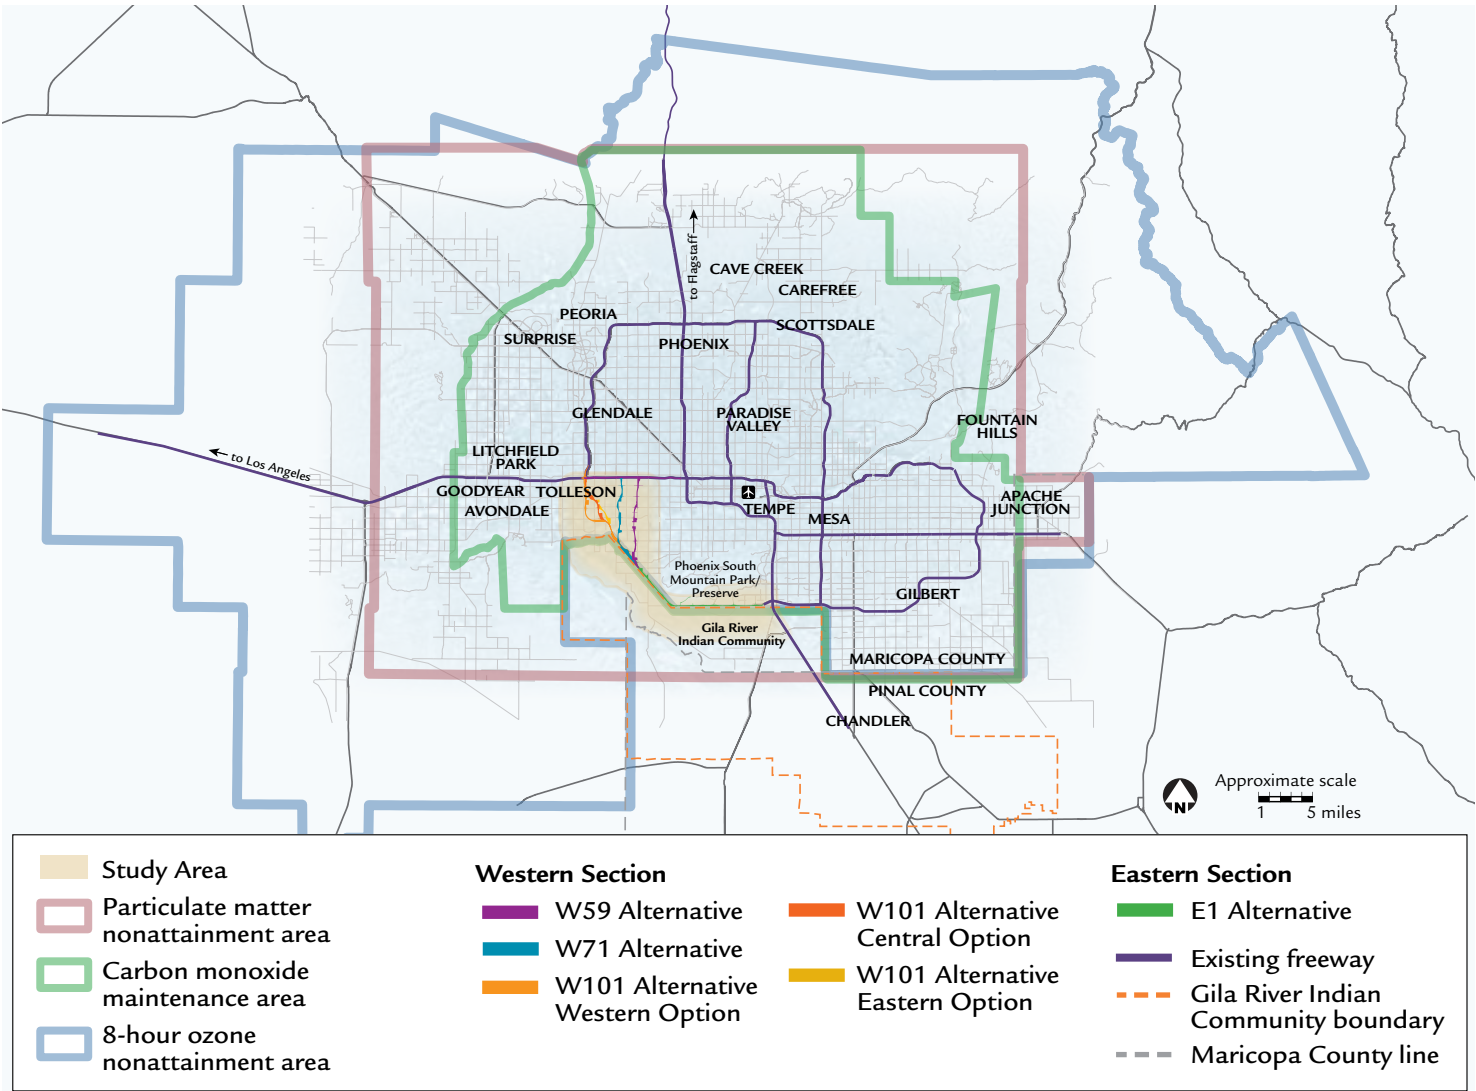 to Flagstaff
CAVE CREEK
CAREFREE
PEORIA
SCOTTSDALE
SURPRISE
PHOENIX
GLENDALE
PARADISE
VALLEY
FOUNTAIN
HILLS
LITCHFIELD
PARK
to Los Angeles
GOODYEAR
TOLLESON
AVONDALE
APACHE
JUNCTION
TEMPE
MESA
Phoenix South
Mountain Park/
Preserve
GILBERT
Gila River
Indian Community
MARICOPA COUNTY
PINAL COUNTY
CHANDLER
N
Approximate scale
1 5 miles
Study Area
Particulate matter
nonattainment area
Carbon monoxide
maintenance area
8-hour ozone
nonattainment area
Western Section
W59 Alternative
W71 Alternative
W101 Alternative
Western Option
W101 Alternative
Central Option
W101 Alternative
Eastern Option
Eastern Section
E1 Alternative
Existing freeway
Gila River Indian
Community boundary
Maricopa County line